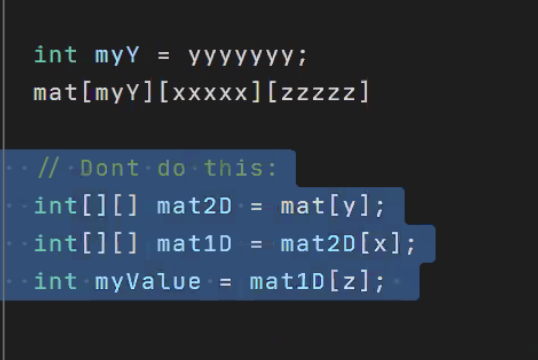 int myY = yyyyyyy;
mat[myY][xxxxx][zzzzz]
// Dont do this:
int[][] mat2D = mat[y];
int[][] mat1D = mat2D[x];
int myValue = mat1D[z];